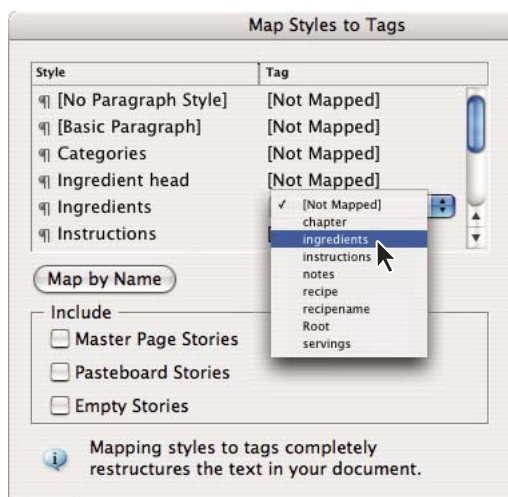 Map Styles to Tags
Style Tag
¶ [No Paragraph Style] [Not Mapped]
¶ [Basic Paragraph] [Not Mapped]
¶ Categories [Not Mapped]
¶ Ingredient head [Not Mapped]
¶ Ingredients
¶ Instructions
✓ [Not Mapped]
chapter
ingredients
instructions
notes
recipe
recipename
Root
servings
Map by Name
Include
Master Page Stories
Pasteboard Stories
Empty Stories
Mapping styles to tags completely
restructures the text in your document.